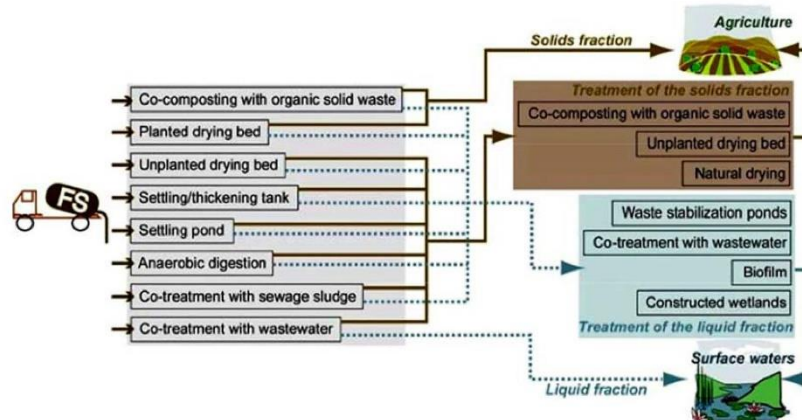 Agriculture
Solids fraction
Co-composting with organic solid waste
Planted drying bed
Unplanted drying bed
Settling/thickening tank
Settling pond
Anaerobic digestion
Co-treatment with sewage sludge
Co-treatment with wastewater
FS
Treatment of the solids fraction
Co-composting with organic solid waste
Unplanted drying bed
Natural drying
Waste stabilization ponds
Co-treatment with wastewater
Biofilm
Constructed wetlands
Treatment of the liquid fraction
Surface waters
Liquid fraction